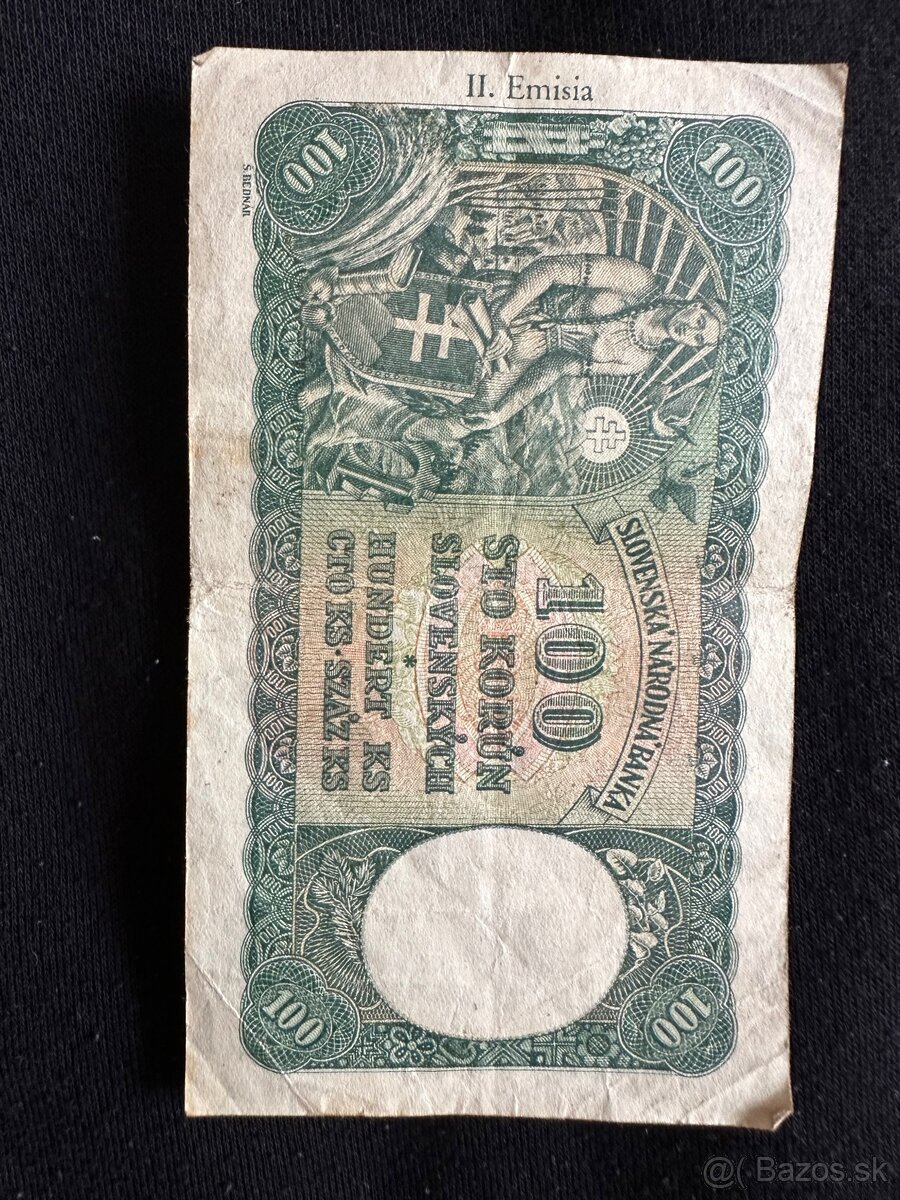 II. Emisia
100
100
Š. BEDNÁR
SLOVENSKÁ NÁRODNÁ BANKA
100
STO KORÚN
SLOVENSKÝCH
*
HUNDERT KS
CTO KS·SZÁZ KS
100
100
@( Bazos.sk